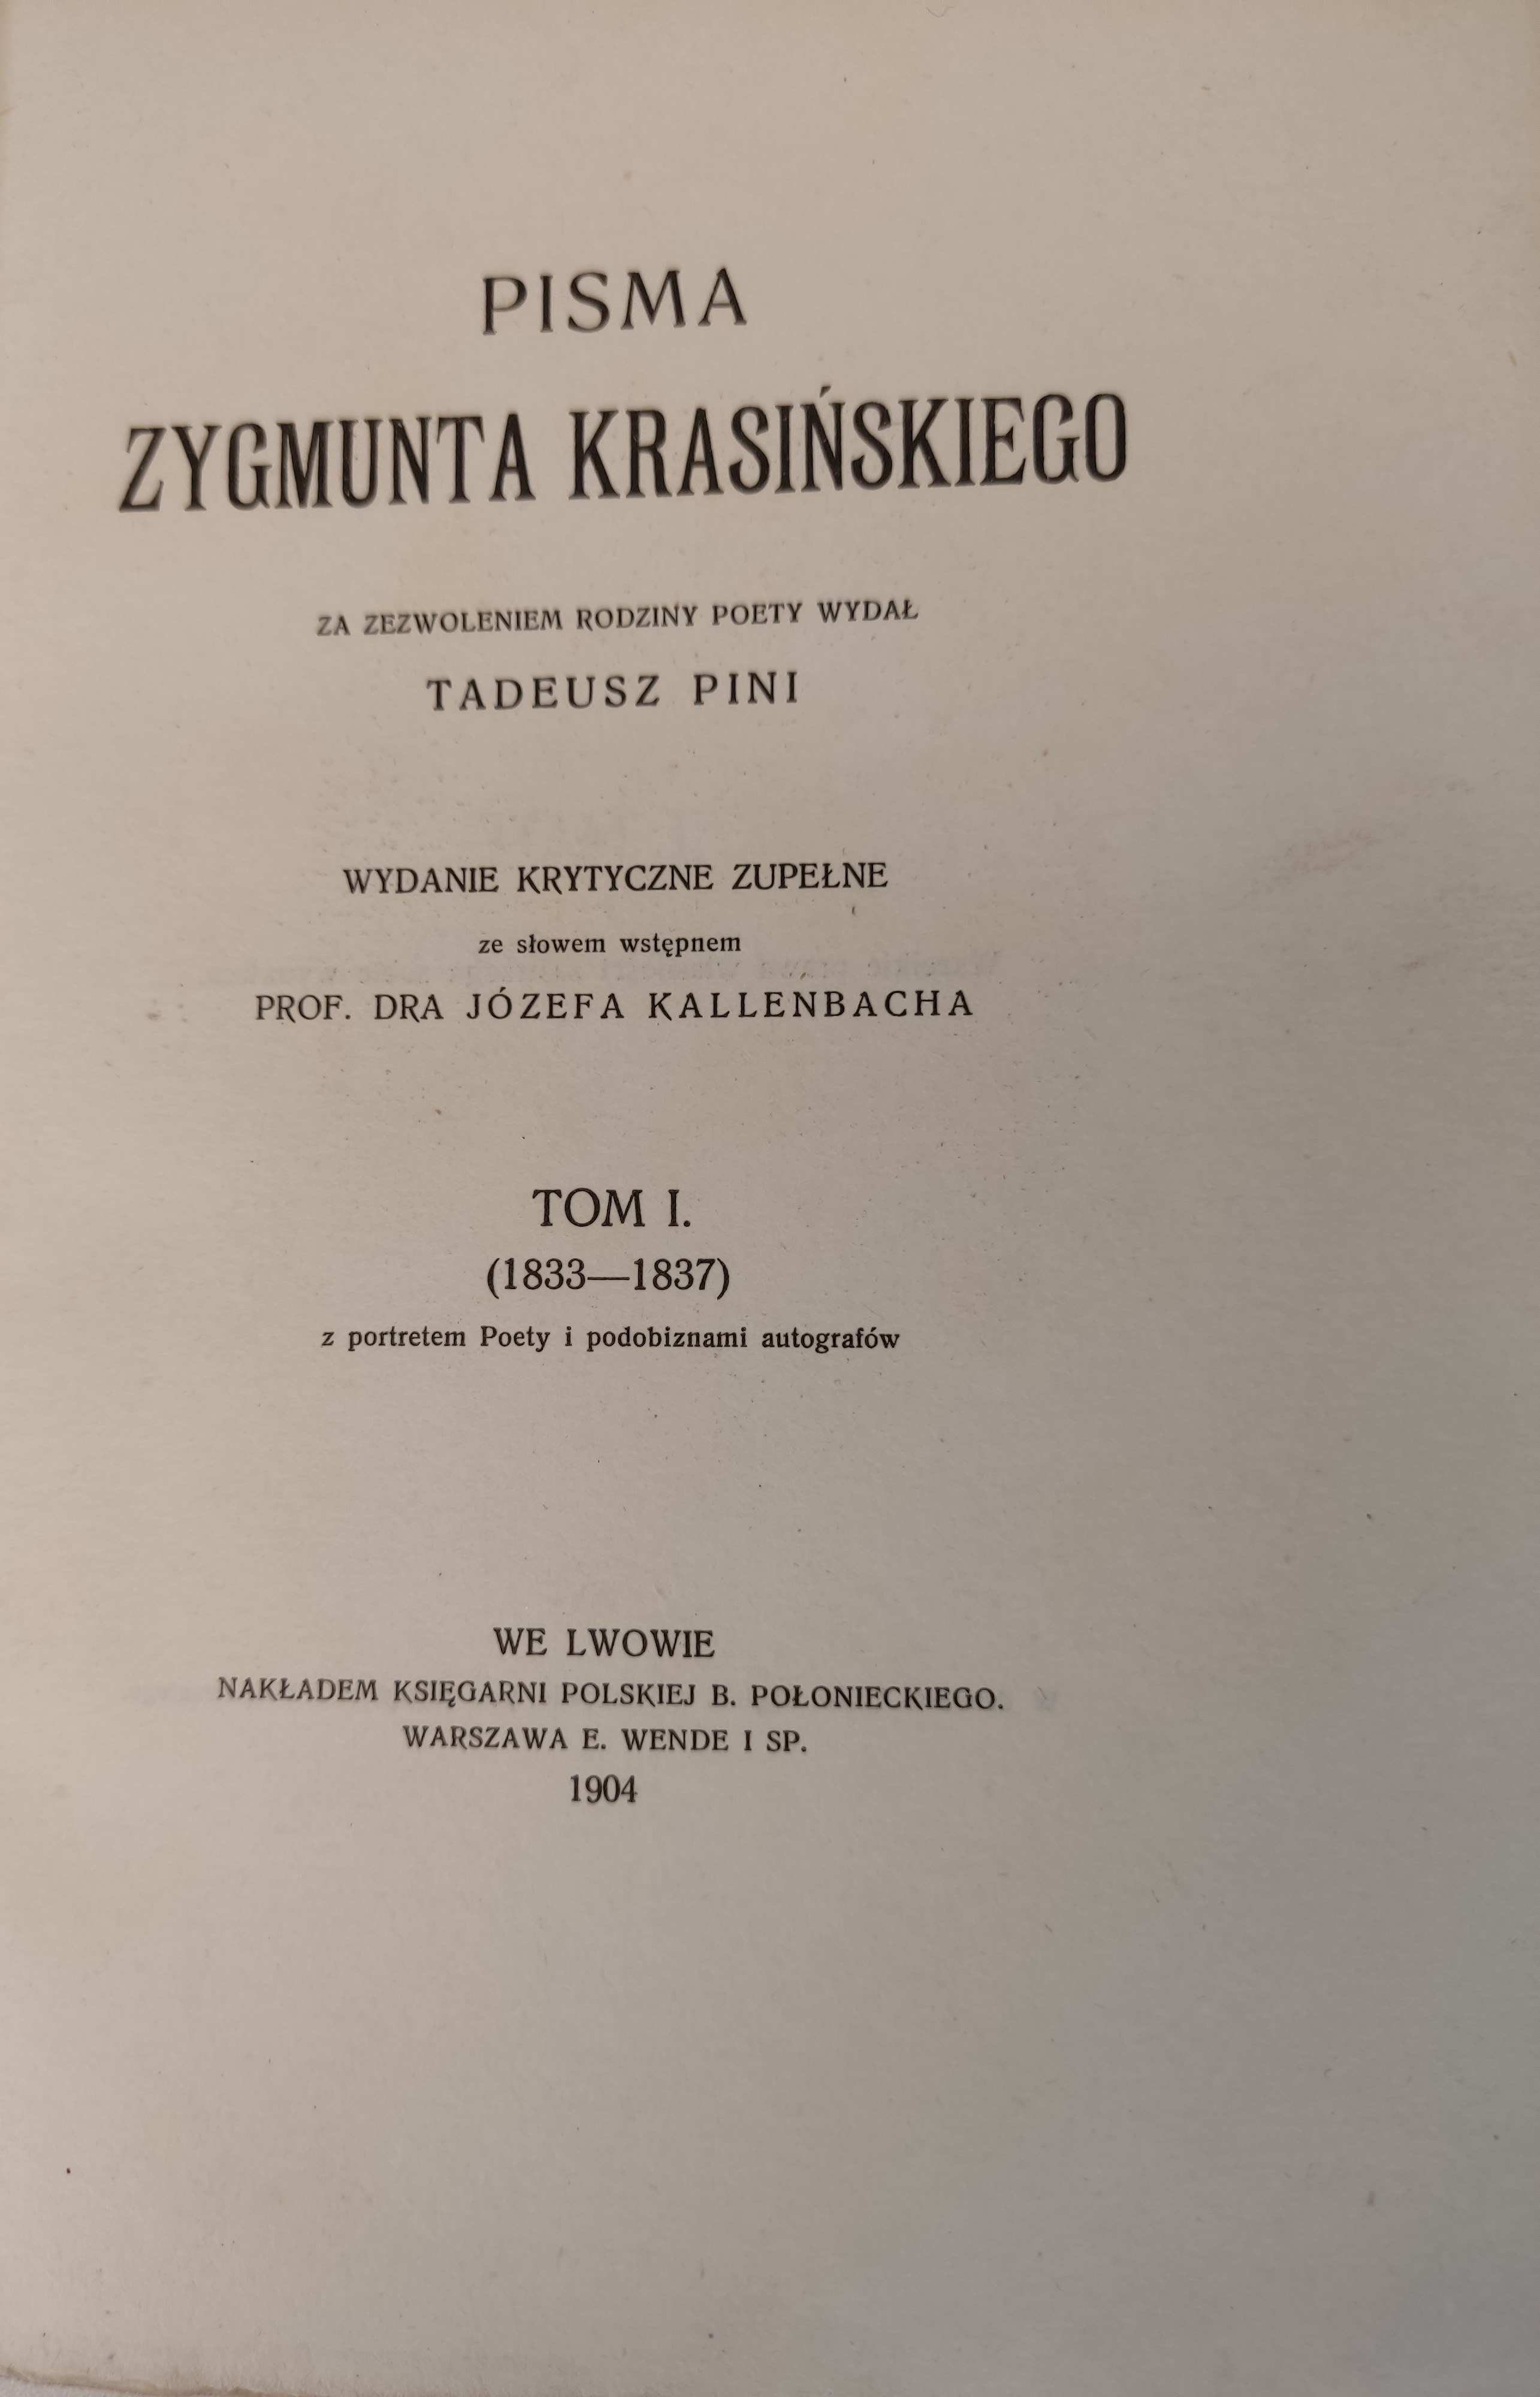 PISMA
ZYGMUNTA KRASIŃSKIEGO
ZA ZEZWOLENIEM RODZINY POETY WYDAŁ
TADEUSZ PINI
WYDANIE KRYTYCZNE ZUPEŁNE
ze słowem wstępnem
PROF. DRA JÓZEFA KALLENBACHA
TOM I.
(1833—1837)
z portretem Poety i podobiznami autografów
WE LWOWIE
NAKŁADEM KSIĘGARNI POLSKIEJ B. POŁONIECKIEGO.
WARSZAWA E. WENDE I SP.
1904